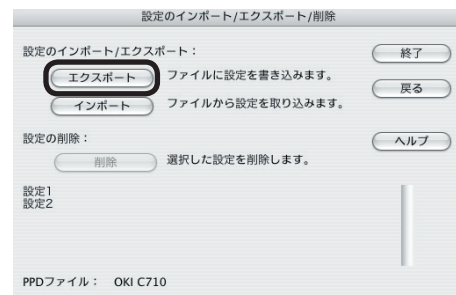 設定のインポート/エクスポート/削除
設定のインポート/エクスポート：
終了
エクスポート ファイルに設定を書き込みます。
戻る
インポート ファイルから設定を取り込みます。
設定の削除：
ヘルプ
削除 選択した設定を削除します。
設定1
設定2
PPDファイル： OKI C710